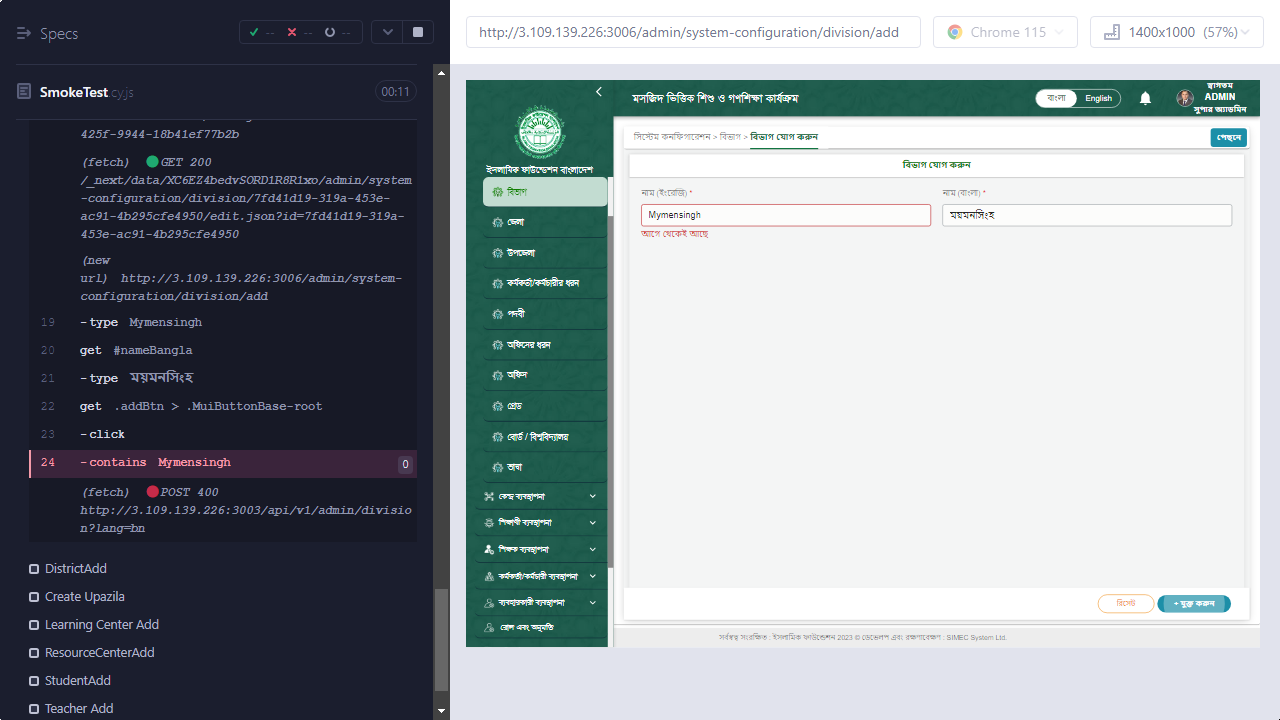 Specs
-- -- --
SmokeTest.cy.js 00:11
425f-9944-18b41ef77b2b
(fetch) GET 200
/_next/data/XC6EZ4bedvSORD1R8R1xo/admin/system
-configuration/division/7fd41d19-319a-453e-
ac91-4b295cfe4950/edit.json?id=7fd41d19-319a-
453e-ac91-4b295cfe4950
(new
url) http://3.109.139.226:3006/admin/system-
configuration/division/add
19 -type Mymensingh
20 get #nameBangla
21 -type ময়মনসিংহ
22 get .addBtn > .MuiButtonBase-root
23 -click
24 -contains Mymensingh 0
(fetch) POST 400
http://3.109.139.226:3003/api/v1/admin/divisio
n?lang=bn
DistrictAdd
Create Upazila
Learning Center Add
ResourceCenterAdd
StudentAdd
Teacher Add
http://3.109.139.226:3006/admin/system-configuration/division/add
Chrome 115
1400x1000 (57%)
ইসলামিক ফাউন্ডেশন বাংলাদেশ
বিভাগ
জেলা
উপজেলা
কর্মকর্তা/কর্মচারীর ধরন
পদবী
অফিসের ধরন
অফিস
গ্রেড
বোর্ড / বিশ্ববিদ্যালয়
ভাষা
কেন্দ্র ব্যবস্থাপনা
শিক্ষার্থী ব্যবস্থাপনা
শিক্ষক ব্যবস্থাপনা
কর্মকর্তা/কর্মচারী ব্যবস্থাপনা
ব্যবহারকারী ব্যবস্থাপনা
রোল এবং অনুমতি
মসজিদ ভিত্তিক শিশু ও গণশিক্ষা কার্যক্রম
বাংলা English
স্বাগতম
ADMIN
সুপার অ্যাডমিন
সিস্টেম কনফিগারেশন > বিভাগ > বিভাগ যোগ করুন
পেছনে
বিভাগ যোগ করুন
নাম (ইংরেজি) * নাম (বাংলা) *
Mymensingh ময়মনসিংহ
আগে থেকেই আছে
রিসেট + যুক্ত করুন
সর্বস্বত্ব সংরক্ষিত : ইসলামিক ফাউন্ডেশন 2023 © ডেভেলপ এবং রক্ষণাবেক্ষণ : SIMEC System Ltd.